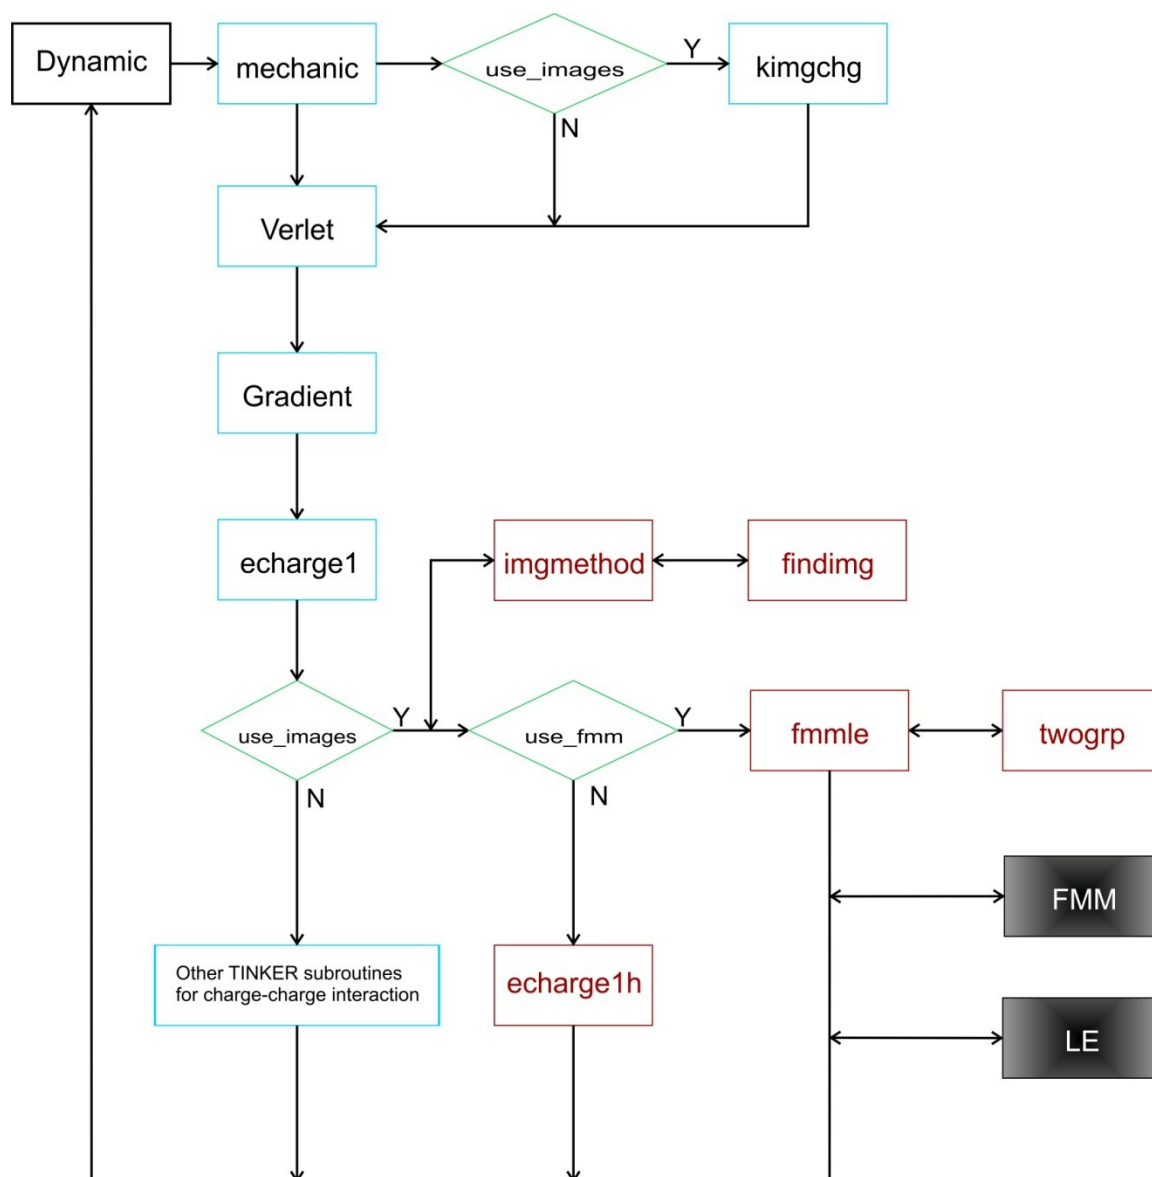 Dynamic
mechanic
use_images
Y
kimgchg
N
Verlet
Gradient
echarge1
imgmethod
findimg
use_images
Y
use_fmm
Y
fmmle
twogrp
N
N
FMM
Other TINKER subroutines
for charge-charge interaction
echarge1h
LE